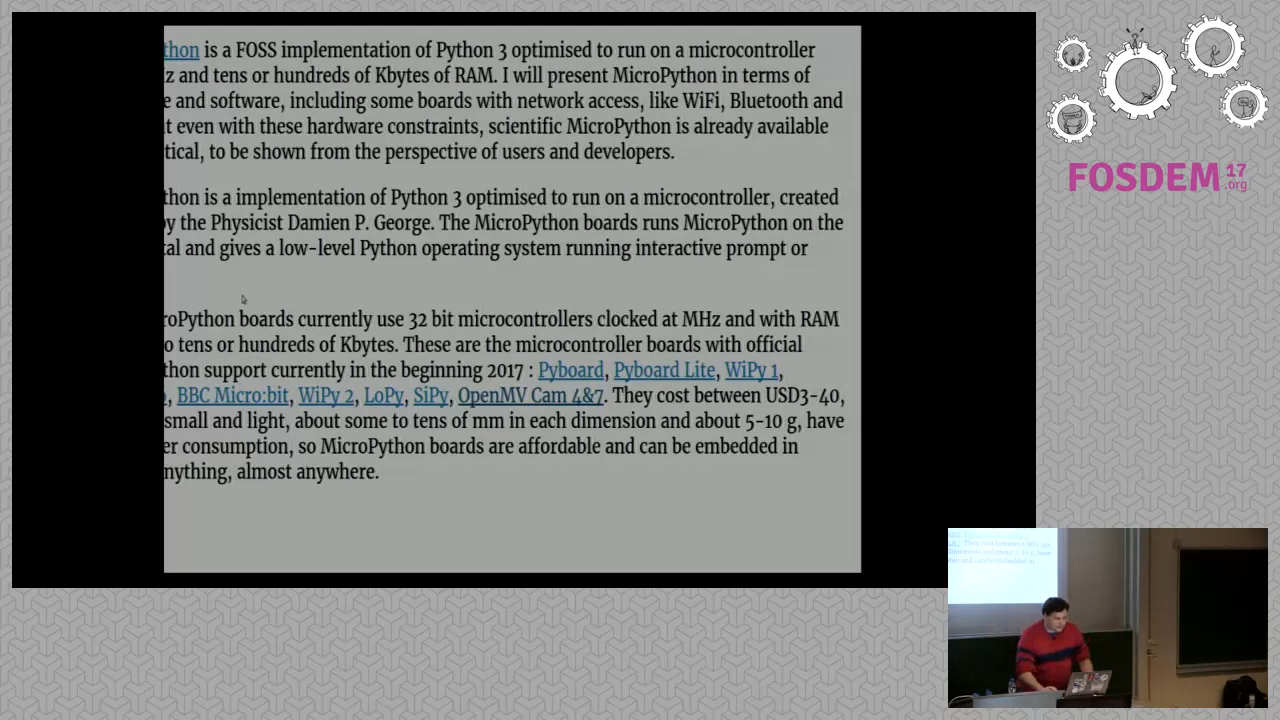 thon is a FOSS implementation of Python 3 optimised to run on a microcontroller
z and tens or hundreds of Kbytes of RAM. I will present MicroPython in terms of
e and software, including some boards with network access, like WiFi, Bluetooth and
t even with these hardware constraints, scientific MicroPython is already available
tical, to be shown from the perspective of users and developers.
thon is a implementation of Python 3 optimised to run on a microcontroller, created
by the Physicist Damien P. George. The MicroPython boards runs MicroPython on the
tal and gives a low-level Python operating system running interactive prompt or
roPython boards currently use 32 bit microcontrollers clocked at MHz and with RAM
o tens or hundreds of Kbytes. These are the microcontroller boards with official
thon support currently in the beginning 2017 : Pyboard, Pyboard Lite, WiPy 1,
, BBC Micro:bit, WiPy 2, LoPy, SiPy, OpenMV Cam 4&7. They cost between USD3-40,
small and light, about some to tens of mm in each dimension and about 5-10 g, have
er consumption, so MicroPython boards are affordable and can be embedded in
nything, almost anywhere.
FOSDEM 17
.org